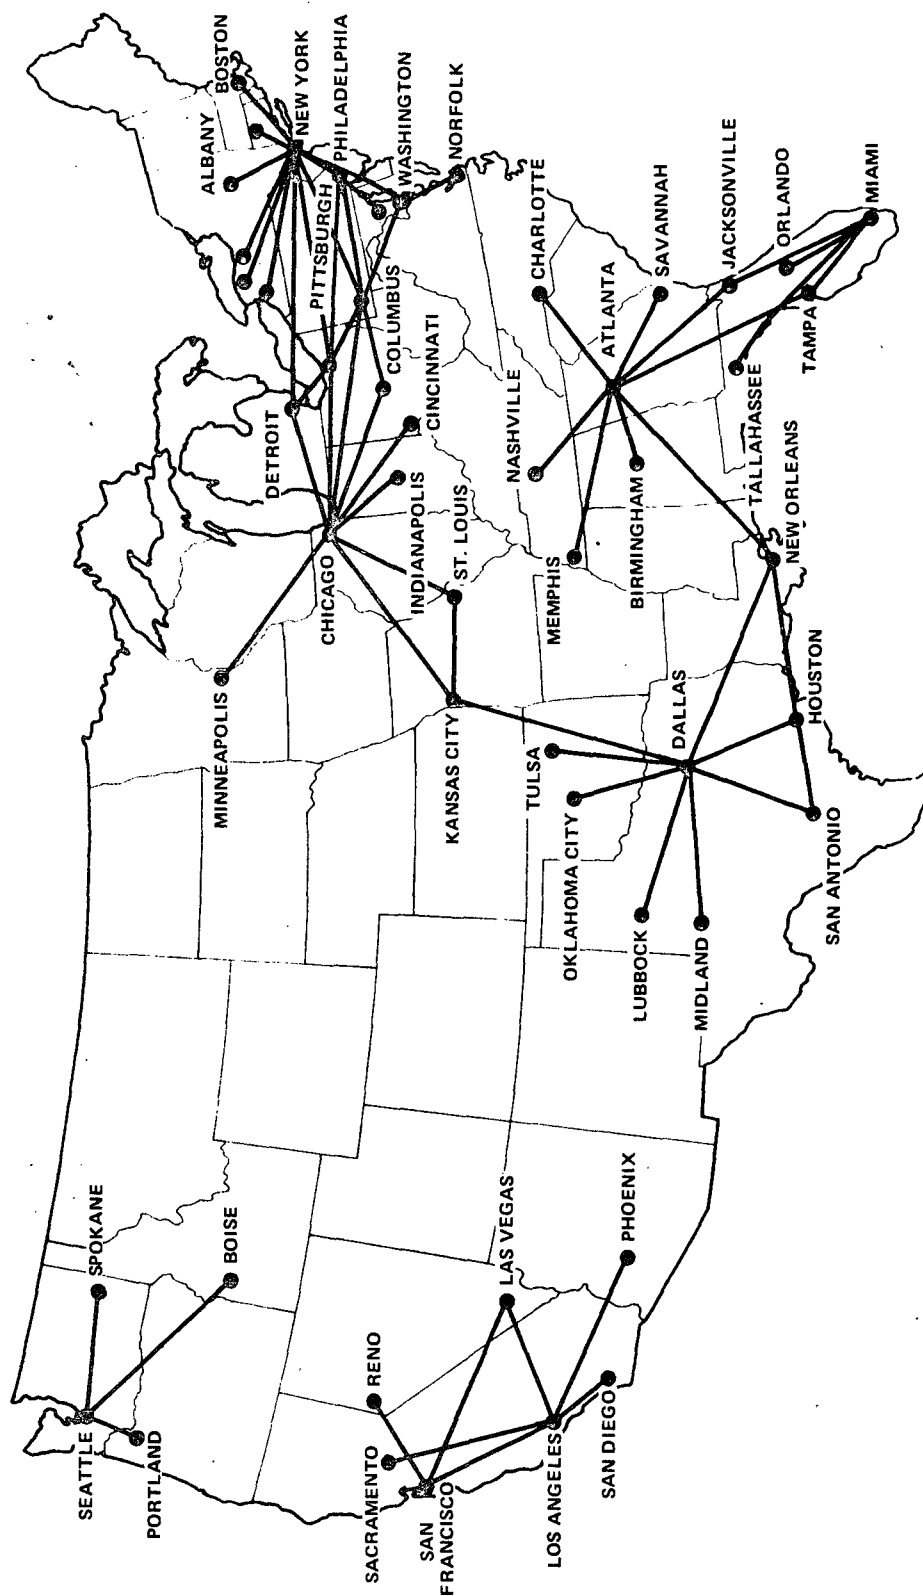 SEATTLE
PORTLAND
SPOKANE
BOISE
SACRAMENTO
SAN
FRANCISCO
RENO
LAS VEGAS
LOS ANGELES
SAN DIEGO
PHOENIX
MINNEAPOLIS
KANSAS CITY
TULSA
OKLAHOMA CITY
LUBBOCK
MIDLAND
DALLAS
SAN ANTONIO
HOUSTON
CHICAGO
DETROIT
INDIANAPOLIS
ST. LOUIS
CINCINNATI
COLUMBUS
PITTSBURGH
ALBANY
BOSTON
NEW YORK
PHILADELPHIA
WASHINGTON
NORFOLK
MEMPHIS
NASHVILLE
BIRMINGHAM
ATLANTA
CHARLOTTE
SAVANNAH
NEW ORLEANS
TALLAHASSEE
JACKSONVILLE
TAMPA
ORLANDO
MIAMI